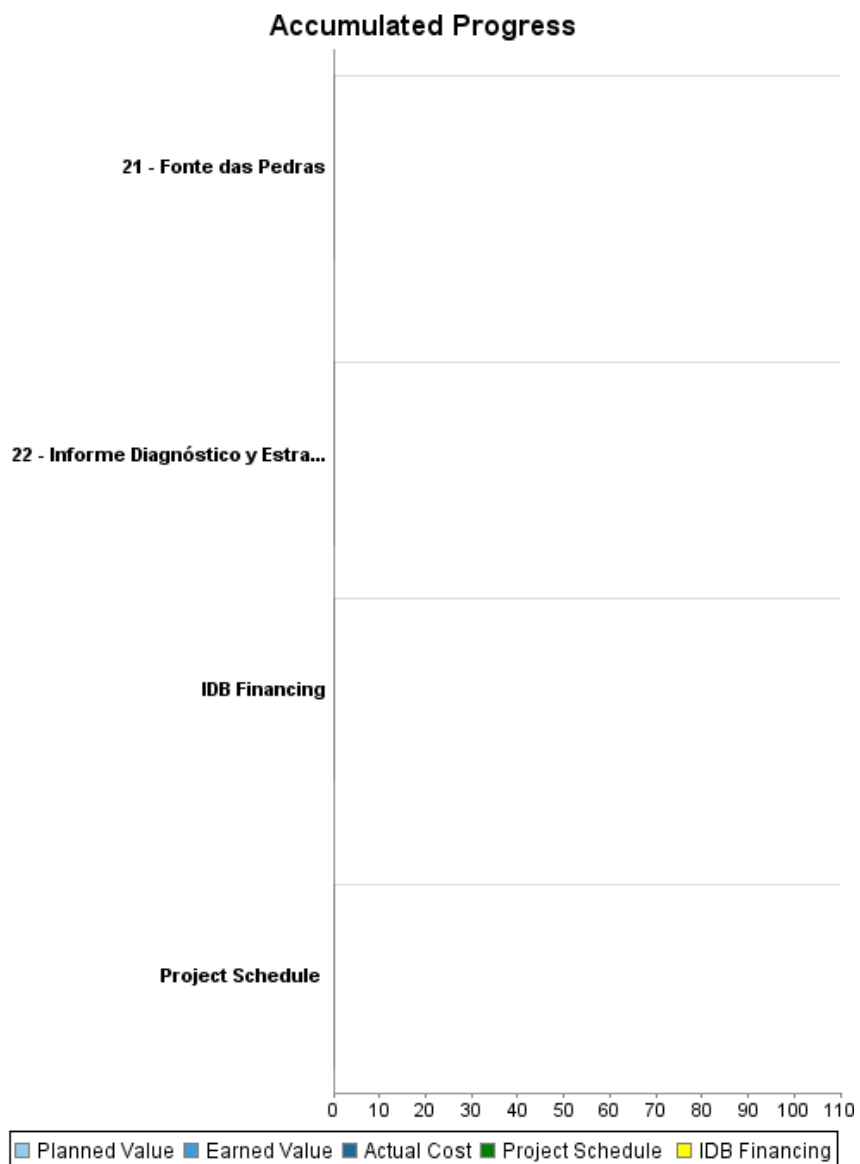 Accumulated Progress
21 - Fonte das Pedras
22 - Informe Diagnóstico y Estra...
IDB Financing
Project Schedule
0 10 20 30 40 50 60 70 80 90 100 110
Planned Value Earned Value Actual Cost Project Schedule IDB Financing